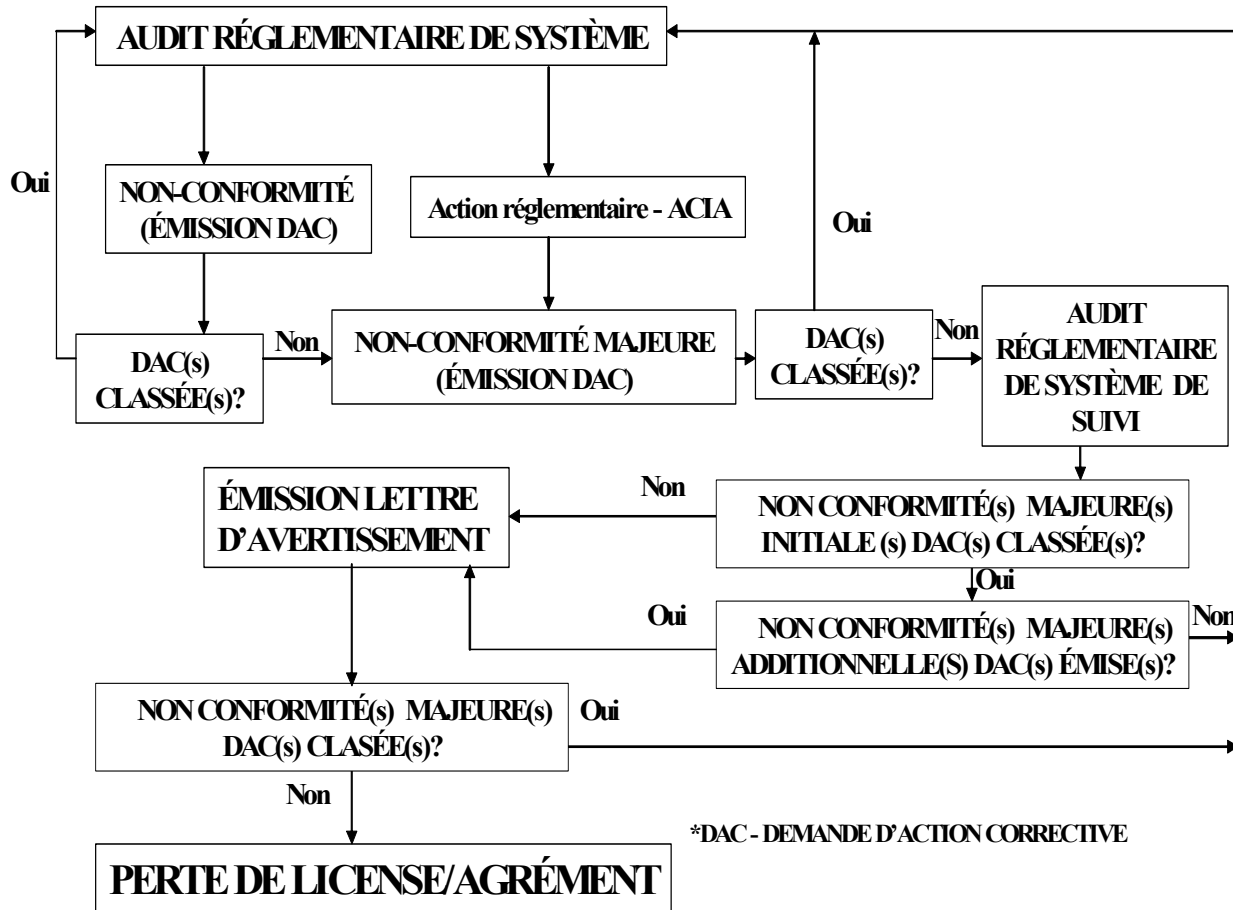 AUDIT RÉGLEMENTAIRE DE SYSTÈME
Oui
NON-CONFORMITÉ
(ÉMISSION DAC)
Action réglementaire - ACIA
Oui
DAC(s)
CLASSÉE(s)?
Non
NON-CONFORMITÉ MAJEURE
(ÉMISSION DAC)
DAC(s)
CLASSÉE(s)?
Non
AUDIT
RÉGLEMENTAIRE
DE SYSTÈME DE
SUIVI
ÉMISSION LETTRE
D'AVERTISSEMENT
Non
NON CONFORMITÉ(s) MAJEURE(s)
INITIALE (s) DAC(s) CLASSÉE(s)?
Oui
Oui
NON CONFORMITÉ(s) MAJEURE(s)
ADDITIONNELLE(S) DAC(s) ÉMISE(s)?
Non
NON CONFORMITÉ(s) MAJEURE(s)
DAC(s) CLASÉE(s)?
Oui
Non
*DAC - DEMANDE D'ACTION CORRECTIVE
PERTE DE LICENSE/AGRÉMENT